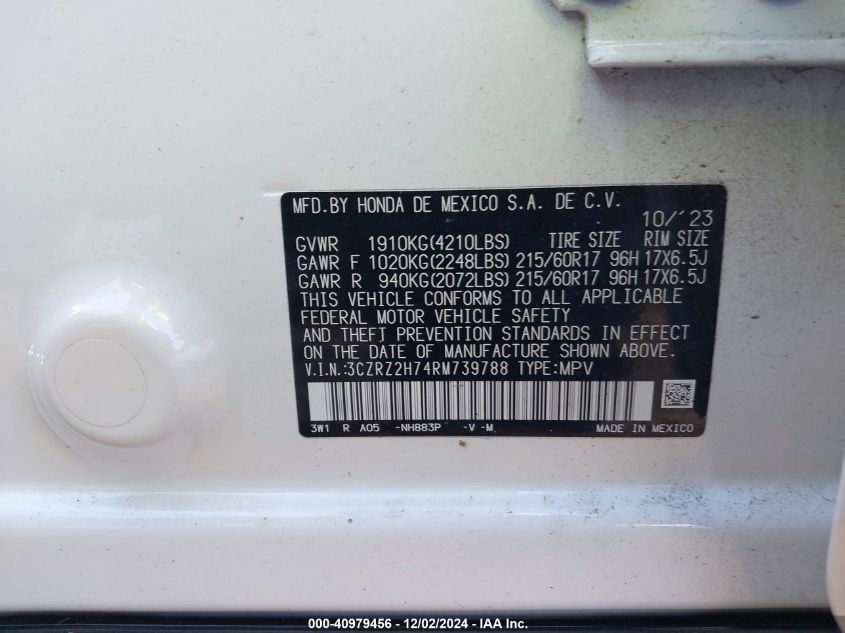 MFD.BY HONDA DE MEXICO S.A. DE C.V.
10/'23
GVWR 1910KG(4210LBS) TIRE SIZE RIM SIZE
GAWR F 1020KG(2248LBS) 215/60R17 96H 17X6.5J
GAWR R 940KG(2072LBS) 215/60R17 96H 17X6.5J
THIS VEHICLE CONFORMS TO ALL APPLICABLE
FEDERAL MOTOR VEHICLE SAFETY
AND THEFT PREVENTION STANDARDS IN EFFECT
ON THE DATE OF MANUFACTURE SHOWN ABOVE.
V.I.N.:3CZRZ2H74RM739788 TYPE:MPV
3W1 R A05 -NH883P -V -M MADE IN MEXICO
000-40979456 - 12/02/2024 - IAA Inc.